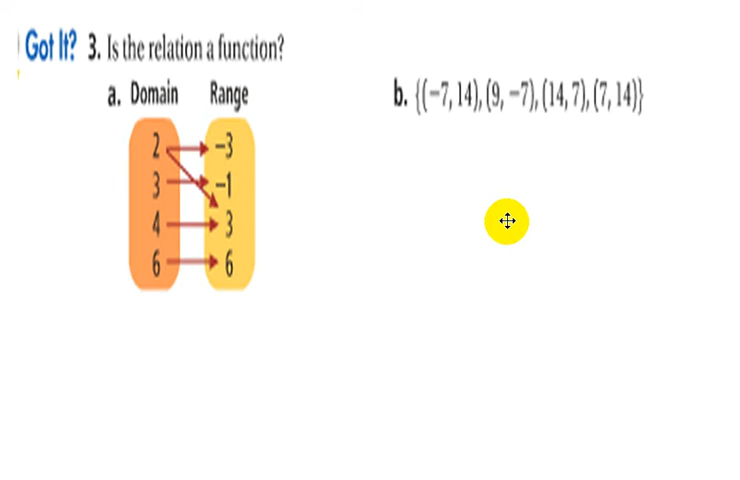 Got It? 3. Is the relation a function?
a. Domain Range
b. {(−7, 14), (9, −7), (14, 7), (7, 14)}
2 −3
3 −1
4 3
6 6